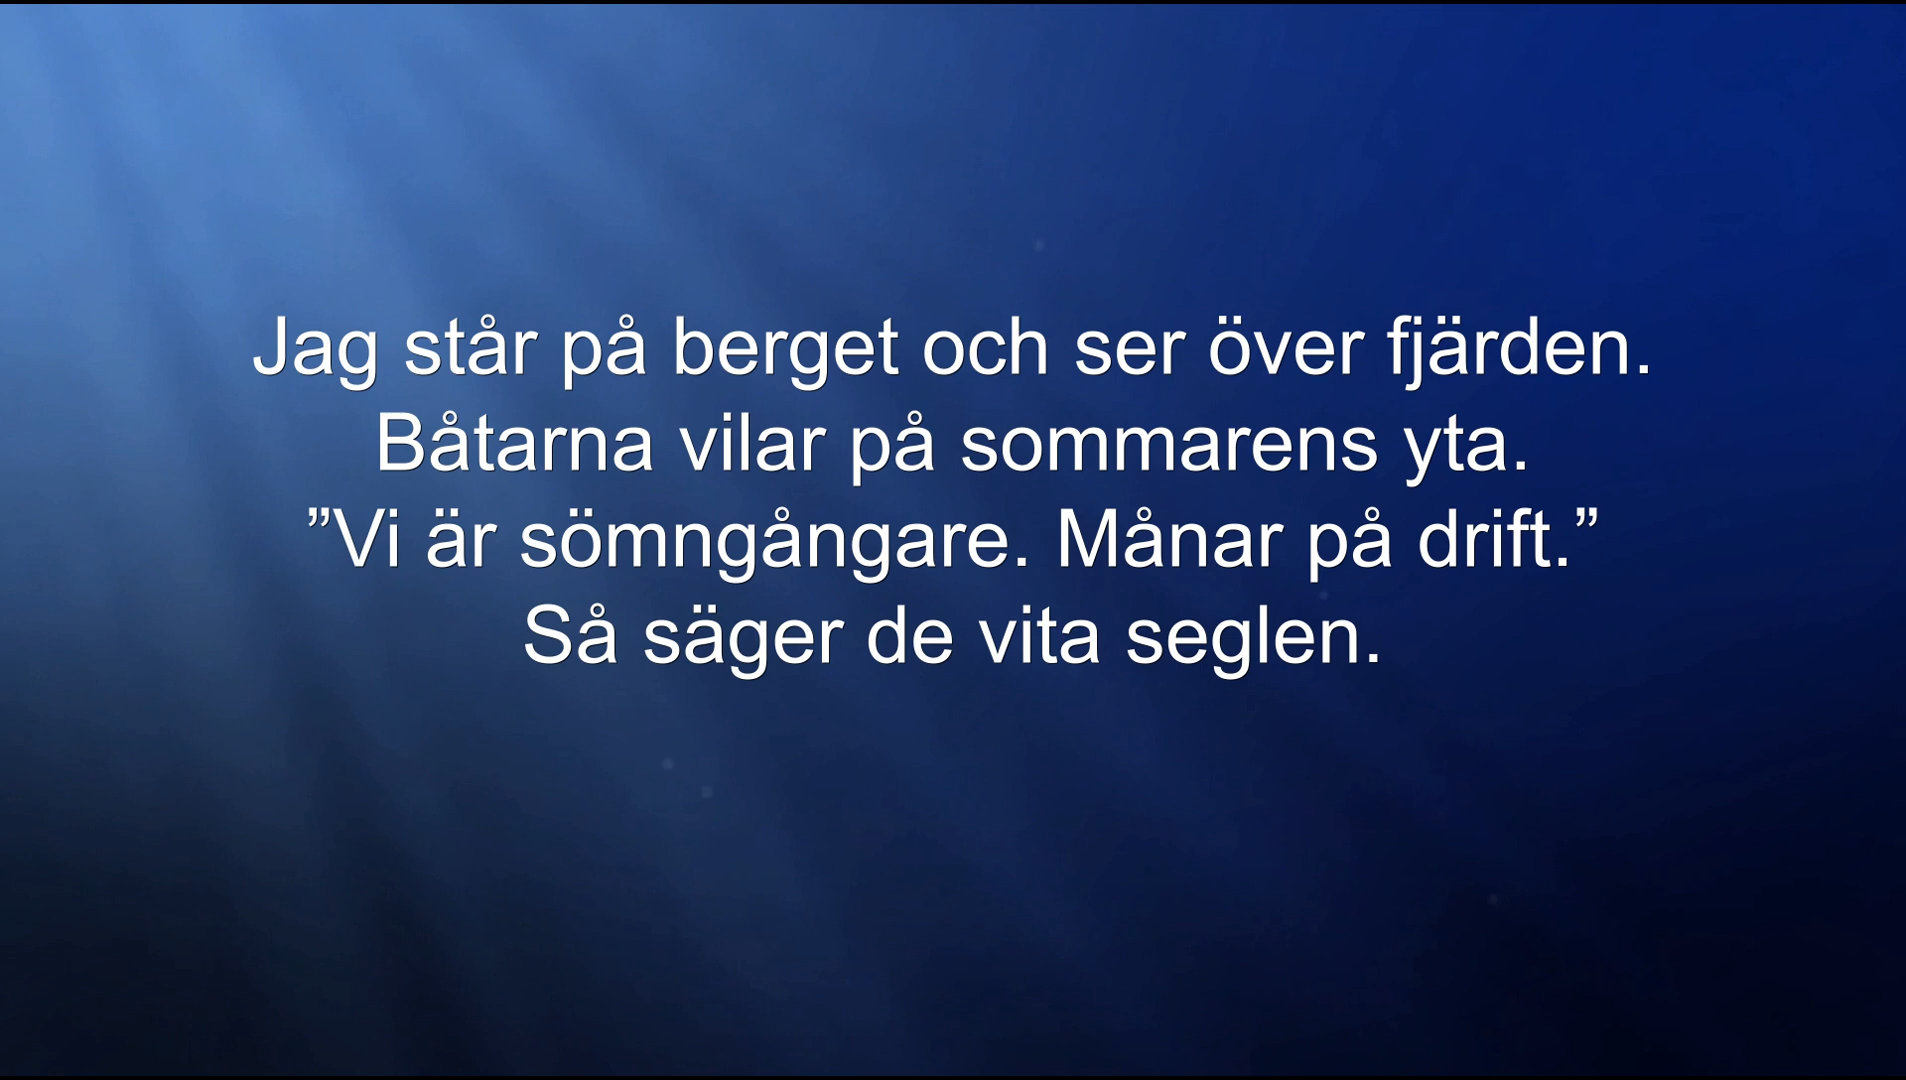 Jag står på berget och ser över fjärden.
Båtarna vilar på sommarens yta.
”Vi är sömngångare. Månar på drift.”
Så säger de vita seglen.